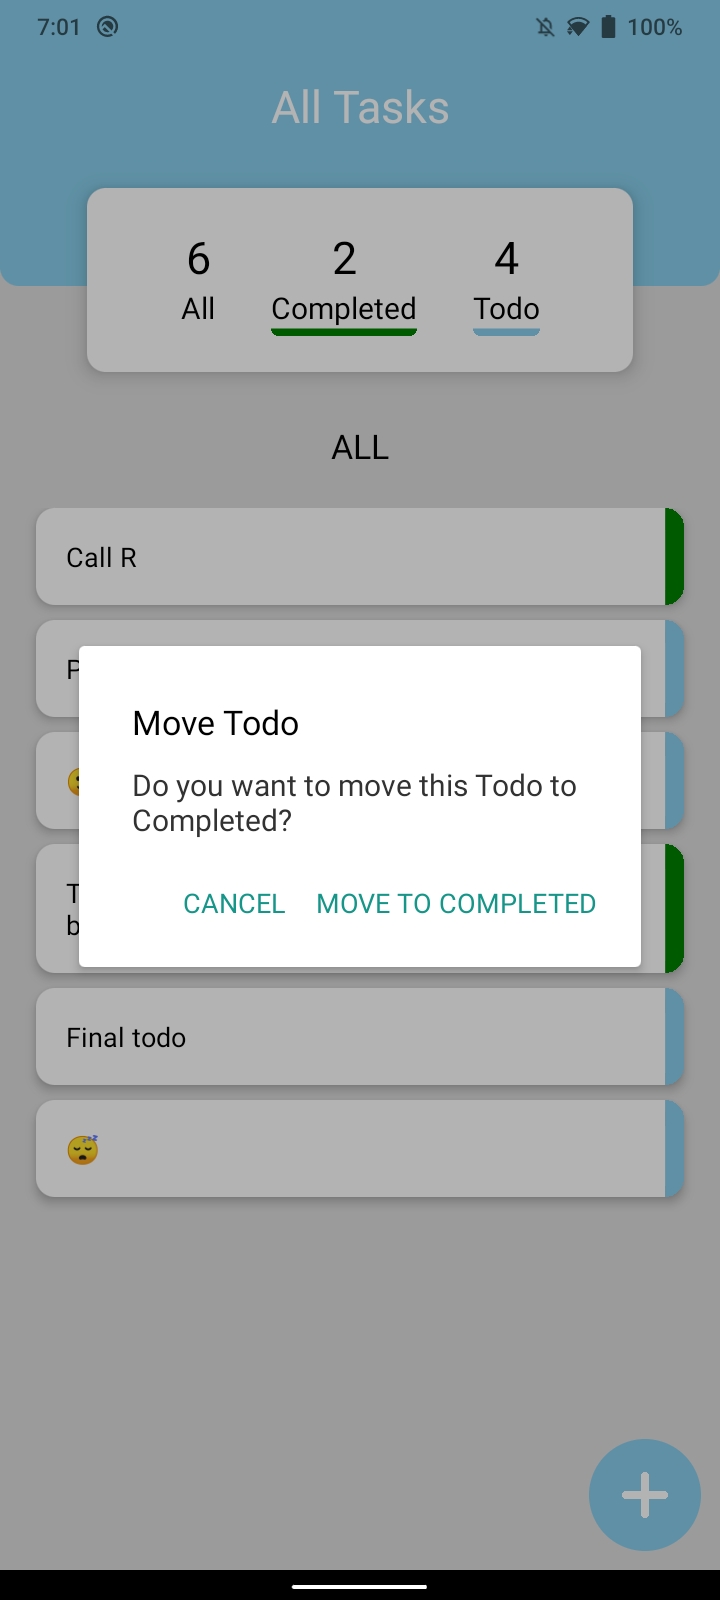 7:01
100%
All Tasks
6 2 4
All Completed Todo
ALL
Call R
Move Todo
Do you want to move this Todo to
Completed?
CANCEL MOVE TO COMPLETED
Final todo